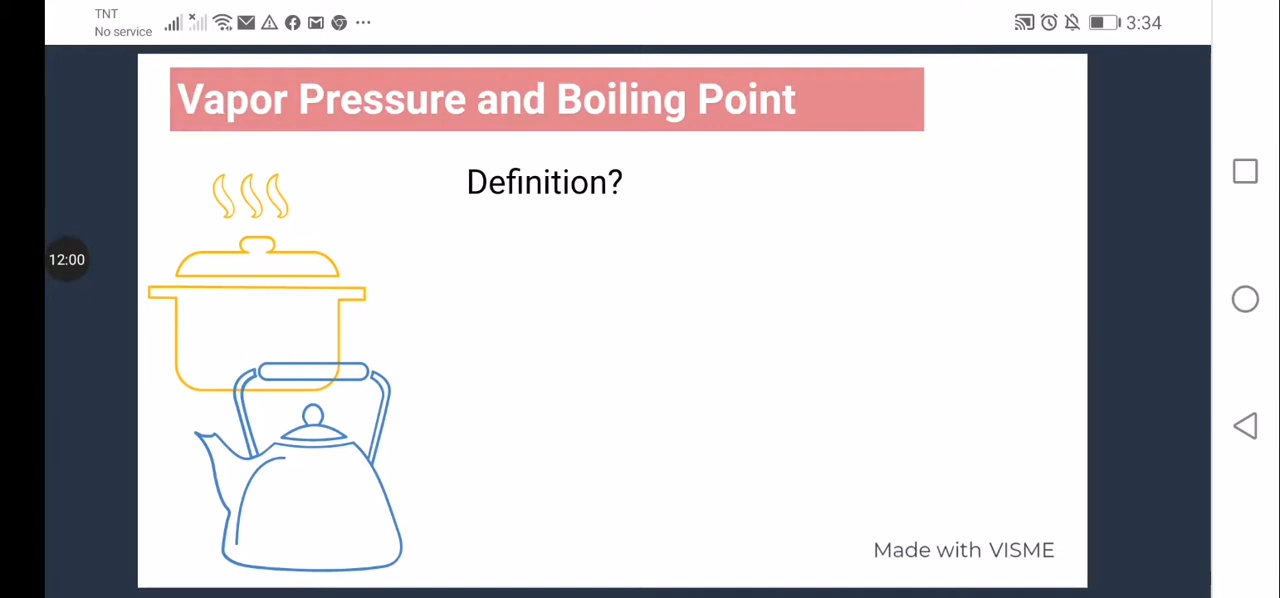 TNT
No service
3:34
Vapor Pressure and Boiling Point
Definition?
12:00
Made with VISME